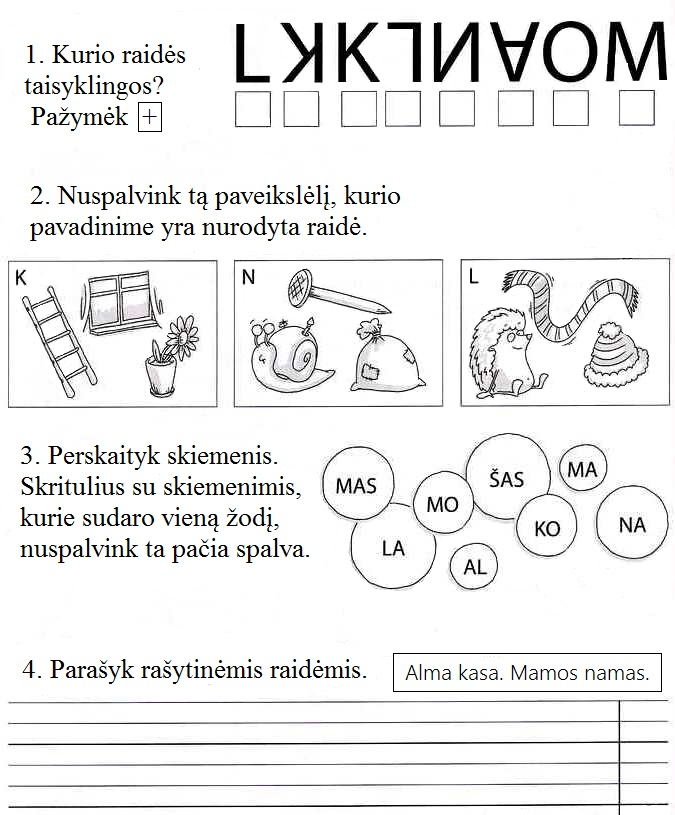 1. Kurio raidės
taisyklingos?
Pažymėk +
LꓘK⅂И∀OW
2. Nuspalvink tą paveikslėlį, kurio
pavadinime yra nurodyta raidė.
K
N
L
3. Perskaityk skiemenis.
Skritulius su skiemenimis,
kurie sudaro vieną žodį,
nuspalvink ta pačia spalva.
MAS
MO
ŠAS
MA
LA
AL
KO
NA
4. Parašyk rašytinėmis raidėmis.
Alma kasa. Mamos namas.